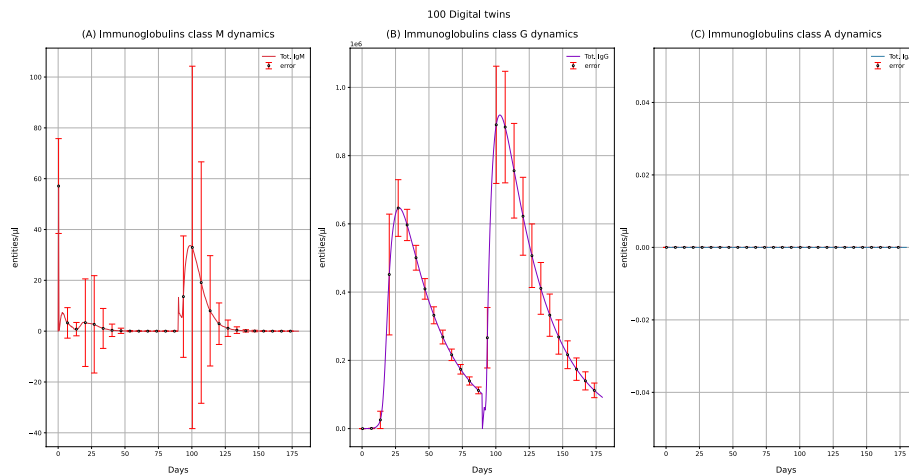 100 Digital twins
(A) Immunoglobulins class M dynamics
Tot. IgM
error
entities/µl
100
80
60
40
20
0
−20
−40
0 25 50 75 100 125 150 175
Days
(B) Immunoglobulins class G dynamics
1e6
Tot. IgG
error
entities/µl
1.0
0.8
0.6
0.4
0.2
0.0
0 25 50 75 100 125 150 175
Days
(C) Immunoglobulins class A dynamics
Tot. IgA
error
entities/µl
0.04
0.02
0.00
−0.02
−0.04
0 25 50 75 100 125 150 175
Days